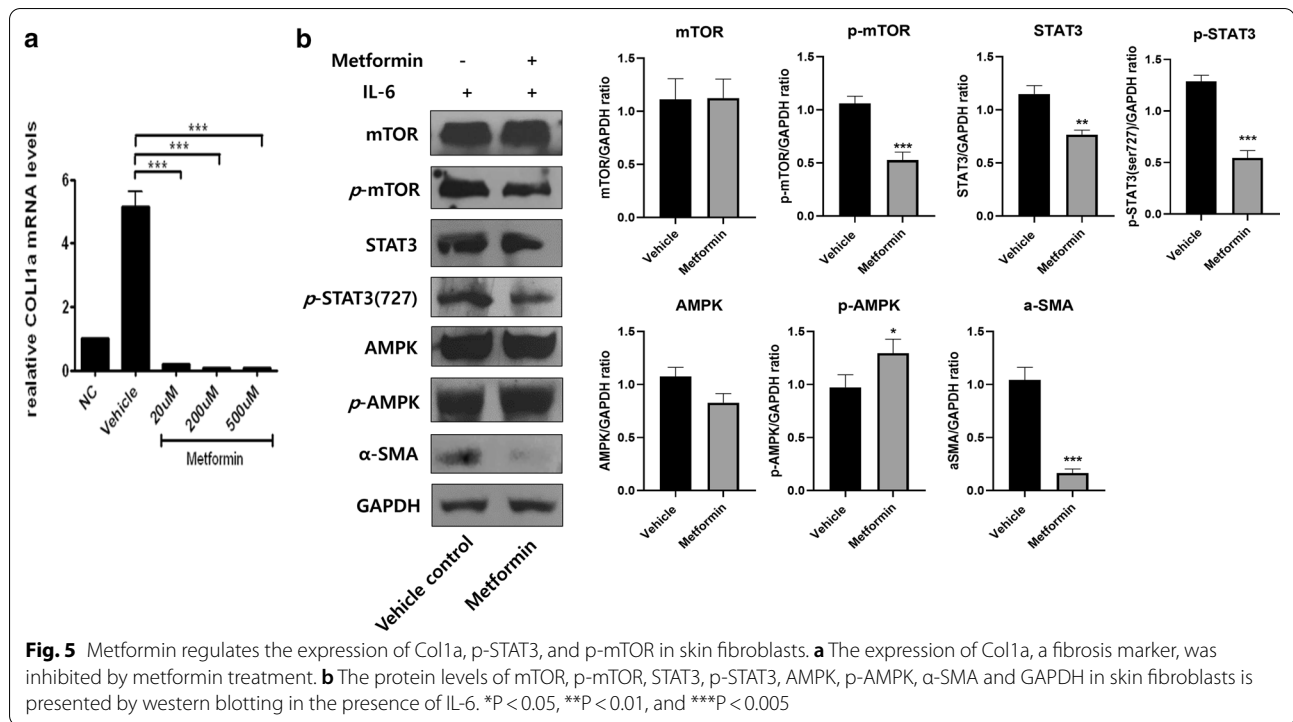 a
realative COLI1a mRNA levels
6
4
2
0
***
***
***
NC
Vehicle
20uM
200uM
500uM
Metformin
b
Metformin - +
IL-6 + +
mTOR
p-mTOR
STAT3
p-STAT3(727)
AMPK
p-AMPK
α-SMA
GAPDH
Vehicle control
Metformin
mTOR
mTOR/GAPDH ratio
1.5
1.0
0.5
0.0
Vehicle
Metformin
p-mTOR
p-mTOR/GAPDH ratio
1.5
1.0
0.5
0.0
***
Vehicle
Metformin
STAT3
STAT3/GAPDH ratio
1.5
1.0
0.5
0.0
**
Vehicle
Metformin
p-STAT3
p-STAT3(ser727)/GAPDH ratio
1.5
1.0
0.5
0.0
***
Vehicle
Metformin
AMPK
AMPK/GAPDH ratio
1.5
1.0
0.5
0.0
Vehicle
Metformin
p-AMPK
p-AMPK/GAPDH ratio
1.5
1.0
0.5
0.0
*
Vehicle
Metformin
a-SMA
aSMA/GAPDH ratio
1.5
1.0
0.5
0.0
***
Vehicle
Metformin
Fig. 5 Metformin regulates the expression of Col1a, p-STAT3, and p-mTOR in skin fibroblasts. a The expression of Col1a, a fibrosis marker, was
inhibited by metformin treatment. b The protein levels of mTOR, p-mTOR, STAT3, p-STAT3, AMPK, p-AMPK, α-SMA and GAPDH in skin fibroblasts is
presented by western blotting in the presence of IL-6. *P < 0.05, **P < 0.01, and ***P < 0.005